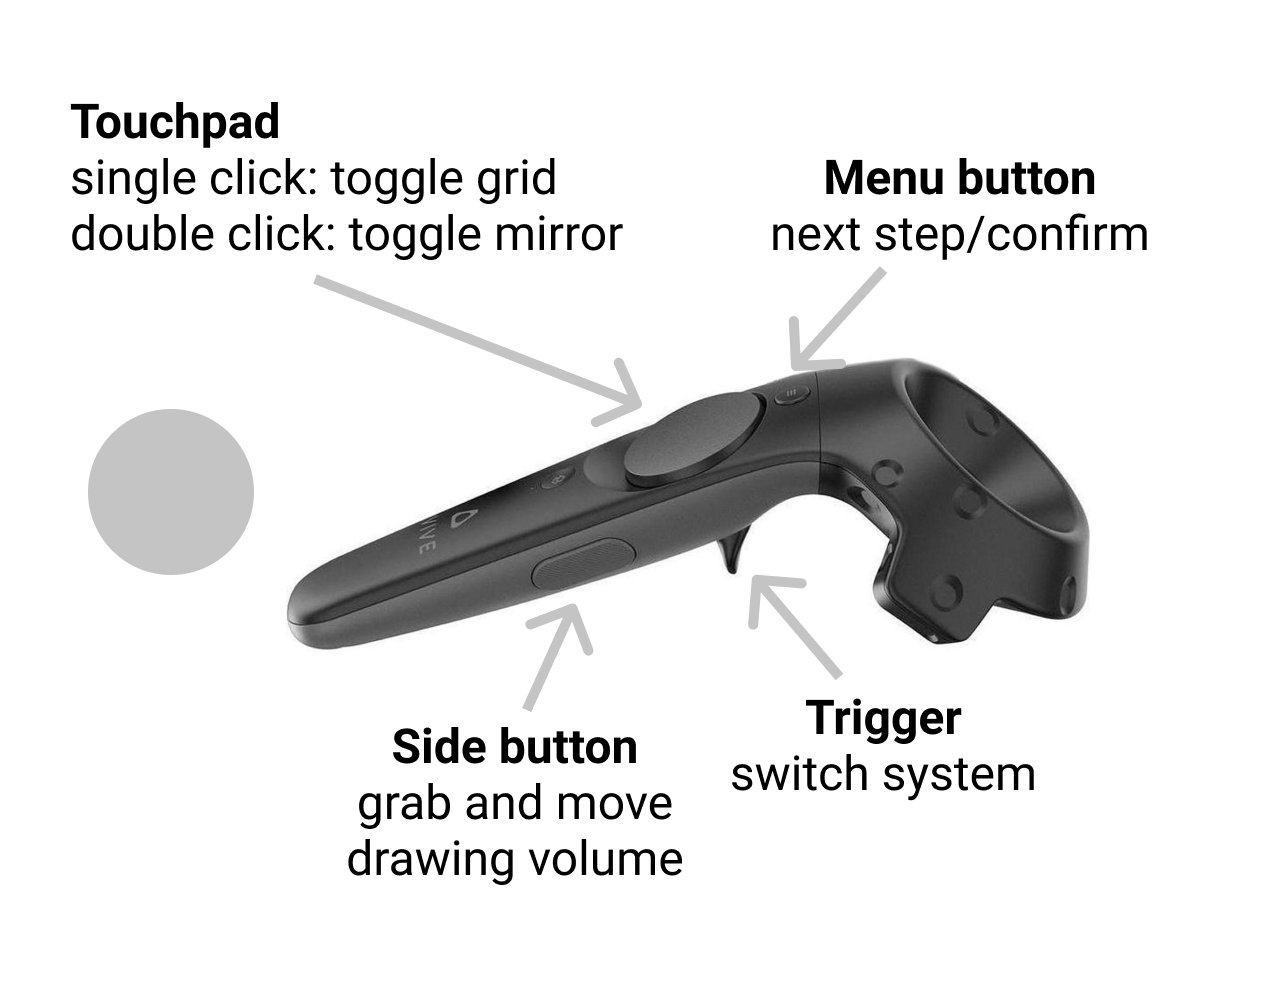 Touchpad
single click: toggle grid
double click: toggle mirror
Menu button
next step/confirm
VIVE
Side button
grab and move
drawing volume
Trigger
switch system